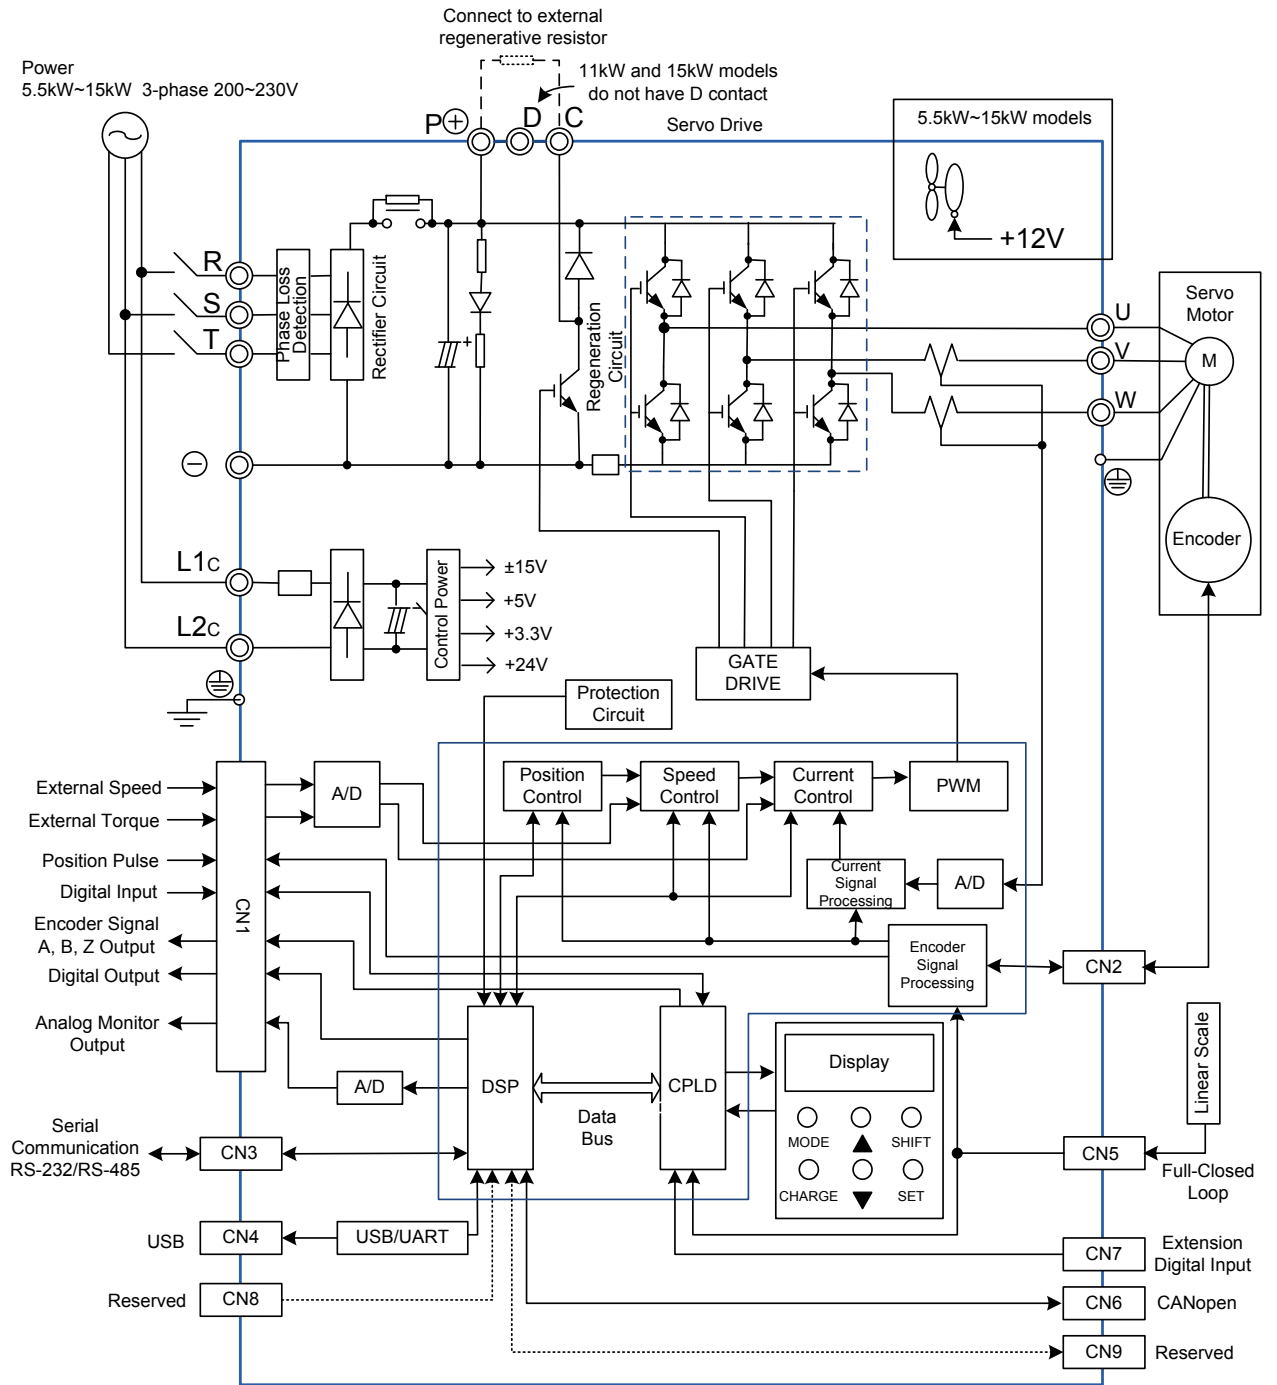 Connect to external
regenerative resistor
Power
5.5kW~15kW 3-phase 200~230V
11kW and 15kW models
do not have D contact
P⊕
D
C
Servo Drive
5.5kW~15kW models
+12V
R
S
T
Phase Loss
Detection
Rectifier Circuit
+
Regeneration
Circuit
U
V
W
Servo
Motor
M
Encoder
L1c
L2c
Control Power
±15V
+5V
+3.3V
+24V
GATE
DRIVE
Protection
Circuit
External Speed
External Torque
Position Pulse
Digital Input
Encoder Signal
A, B, Z Output
Digital Output
Analog Monitor
Output
CN1
A/D
Position
Control
Speed
Control
Current
Control
PWM
Current
Signal
Processing
A/D
Encoder
Signal
Processing
CN2
A/D
DSP
Data
Bus
CPLD
Display
MODE
▲
SHIFT
CHARGE
▼
SET
Linear Scale
Serial
Communication
RS-232/RS-485
CN3
CN5
Full-Closed
Loop
USB
CN4
USB/UART
CN7
Extension
Digital Input
Reserved
CN8
CN6
CANopen
CN9
Reserved